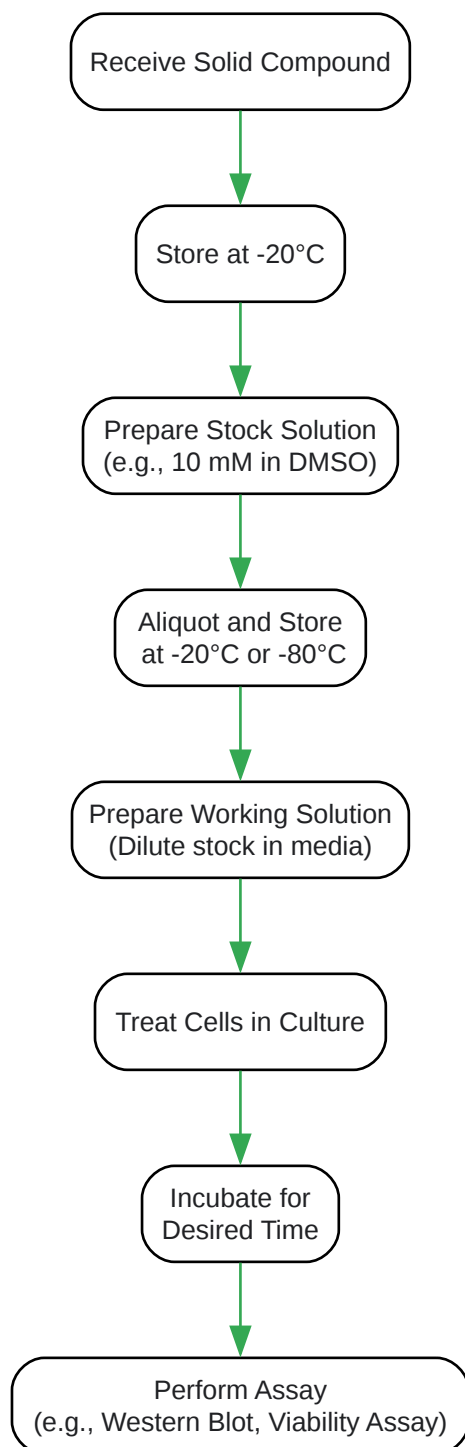 Receive Solid Compound
Store at -20°C
Prepare Stock Solution
(e.g., 10 mM in DMSO)
Aliquot and Store
at -20°C or -80°C
Prepare Working Solution
(Dilute stock in media)
Treat Cells in Culture
Incubate for
Desired Time
Perform Assay
(e.g., Western Blot, Viability Assay)